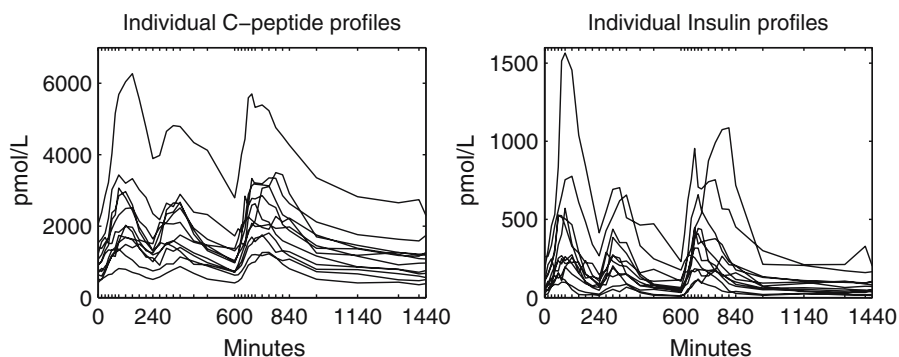 Individual C−peptide profiles
pmol/L
6000
4000
2000
0
0 240 600 840 1140 1440
Minutes
Individual Insulin profiles
pmol/L
1500
1000
500
0
0 240 600 840 1140 1440
Minutes